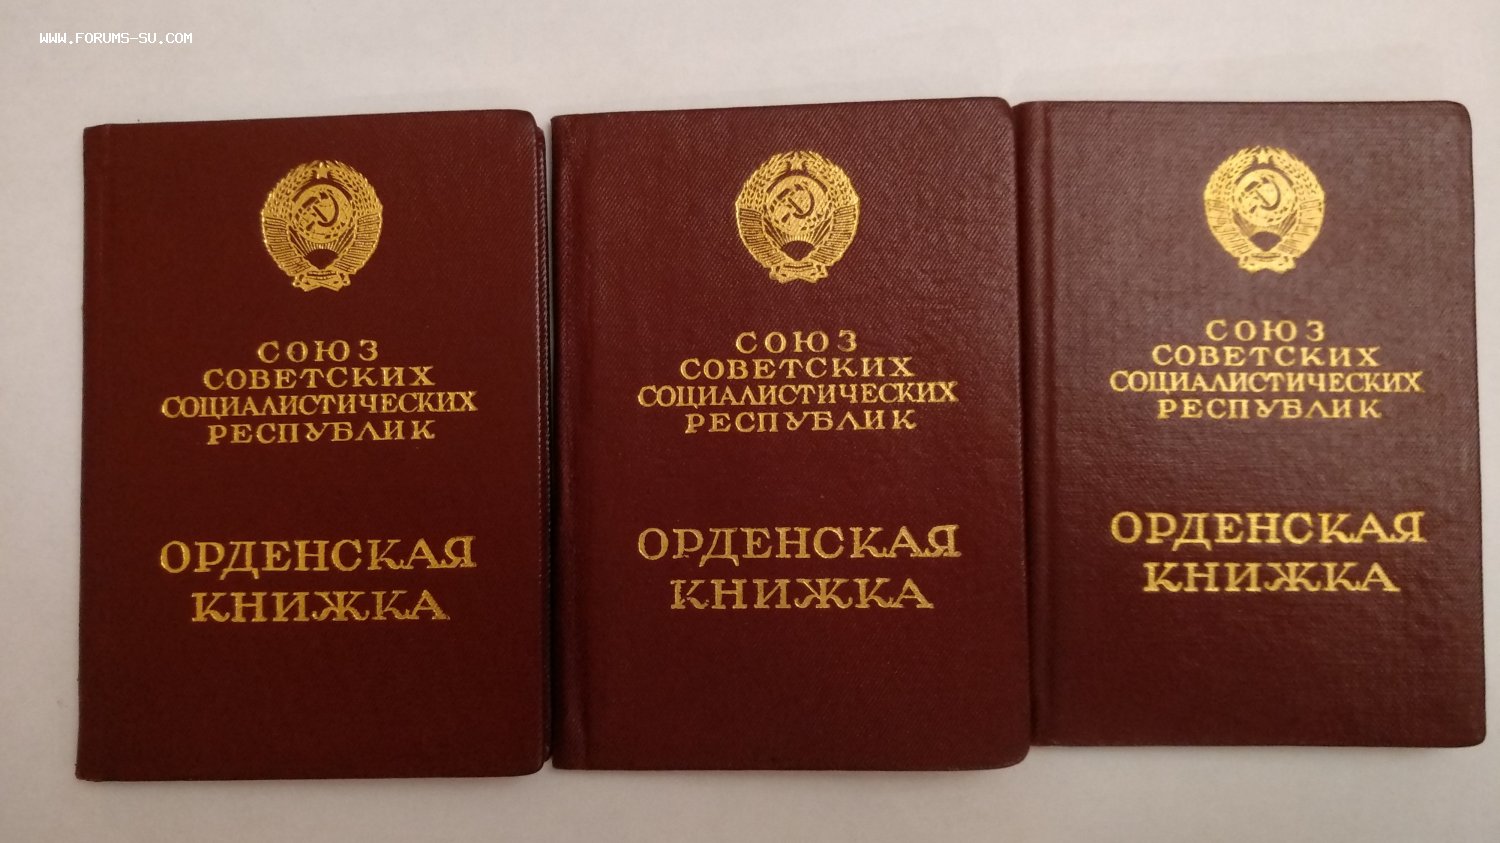 WWW.FORUMS-SU.COM
СОЮЗ
СОВЕТСКИХ
СОЦИАЛИСТИЧЕСКИХ
РЕСПУБЛИК
ОРДЕНСКАЯ
КНИЖКА
СОЮЗ
СОВЕТСКИХ
СОЦИАЛИСТИЧЕСКИХ
РЕСПУБЛИК
ОРДЕНСКАЯ
КНИЖКА
СОЮЗ
СОВЕТСКИХ
СОЦИАЛИСТИЧЕСКИХ
РЕСПУБЛИК
ОРДЕНСКАЯ
КНИЖКА